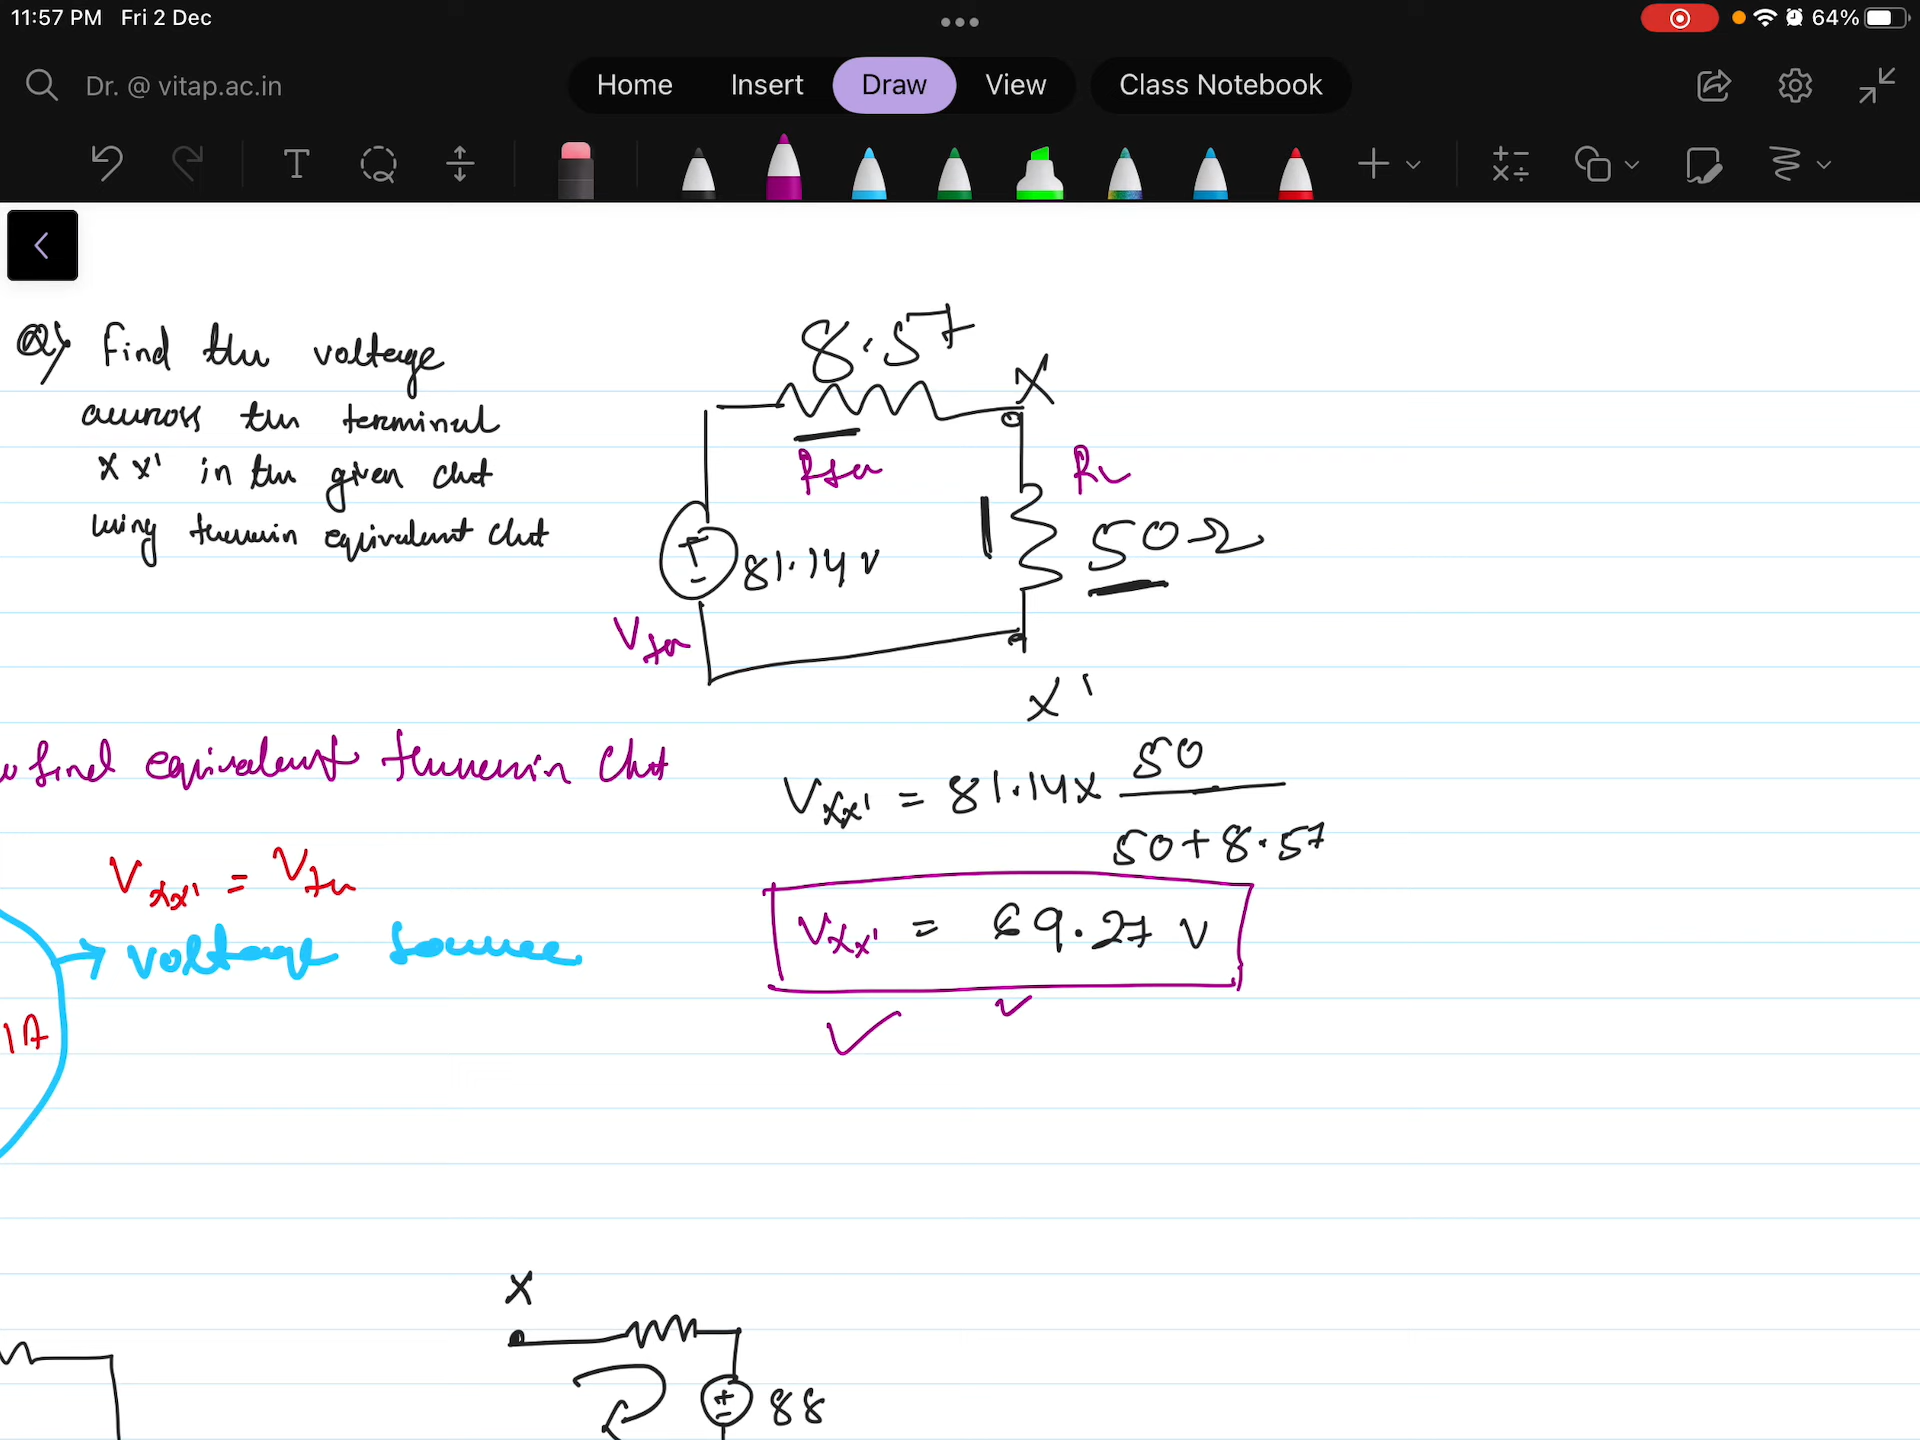 11:57 PM Fri 2 Dec
64%
Dr. @ vitap.ac.in
Home Insert Draw View Class Notebook
Q) Find the voltage
across the terminal
X X' in the given ckt
using thevenin equivalent ckt
8.57
X
Rth
RL
50Ω
81.14 V
Vth
X'
find equivalent thevenin ckt
Vxx' = 81.14 x 50
50 + 8.57
Vxx' = Vth
→ voltage source
Vxx' = 69.27 V
1A
X
88